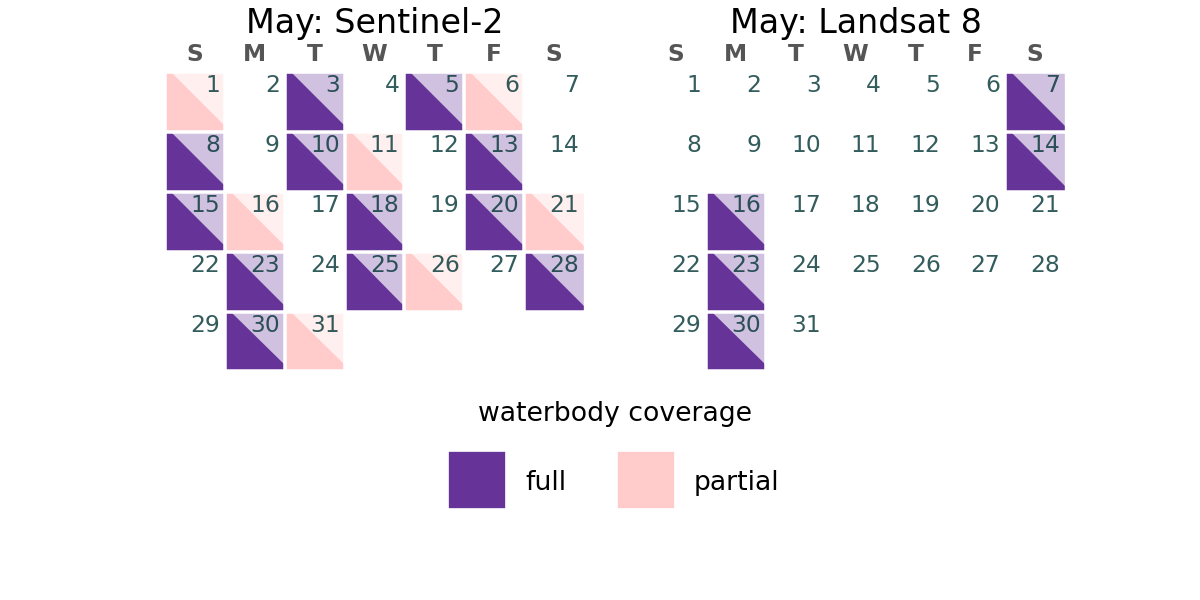 May: Sentinel-2
S M T W T F S
1 2 3 4 5 6 7
8 9 10 11 12 13 14
15 16 17 18 19 20 21
22 23 24 25 26 27 28
29 30 31
May: Landsat 8
S M T W T F S
1 2 3 4 5 6 7
8 9 10 11 12 13 14
15 16 17 18 19 20 21
22 23 24 25 26 27 28
29 30 31
waterbody coverage
full partial